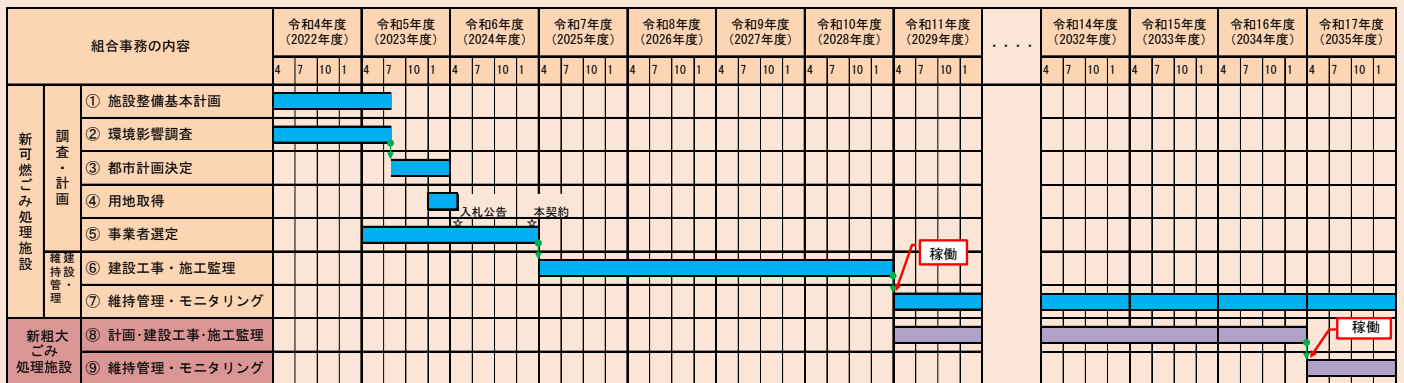 組合事務の内容
令和4年度
(2022年度)
令和5年度
(2023年度)
令和6年度
(2024年度)
令和7年度
(2025年度)
令和8年度
(2026年度)
令和9年度
(2027年度)
令和10年度
(2028年度)
令和11年度
(2029年度)
....
令和14年度
(2032年度)
令和15年度
(2033年度)
令和16年度
(2034年度)
令和17年度
(2035年度)
4 7 10 1 4 7 10 1 4 7 10 1 4 7 10 1 4 7 10 1 4 7 10 1 4 7 10 1 4 7 10 1 4 7 10 1 4 7 10 1 4 7 10 1 4 7 10 1
新可燃ごみ処理施設
調査・計画
① 施設整備基本計画
② 環境影響調査
③ 都市計画決定
④ 用地取得
入札公告 本契約
☆ ☆
⑤ 事業者選定
建設・維持管理
⑥ 建設工事・施工監理
稼働
⑦ 維持管理・モニタリング
新粗大
ごみ
処理施設
⑧ 計画・建設工事・施工監理
稼働
⑨ 維持管理・モニタリング